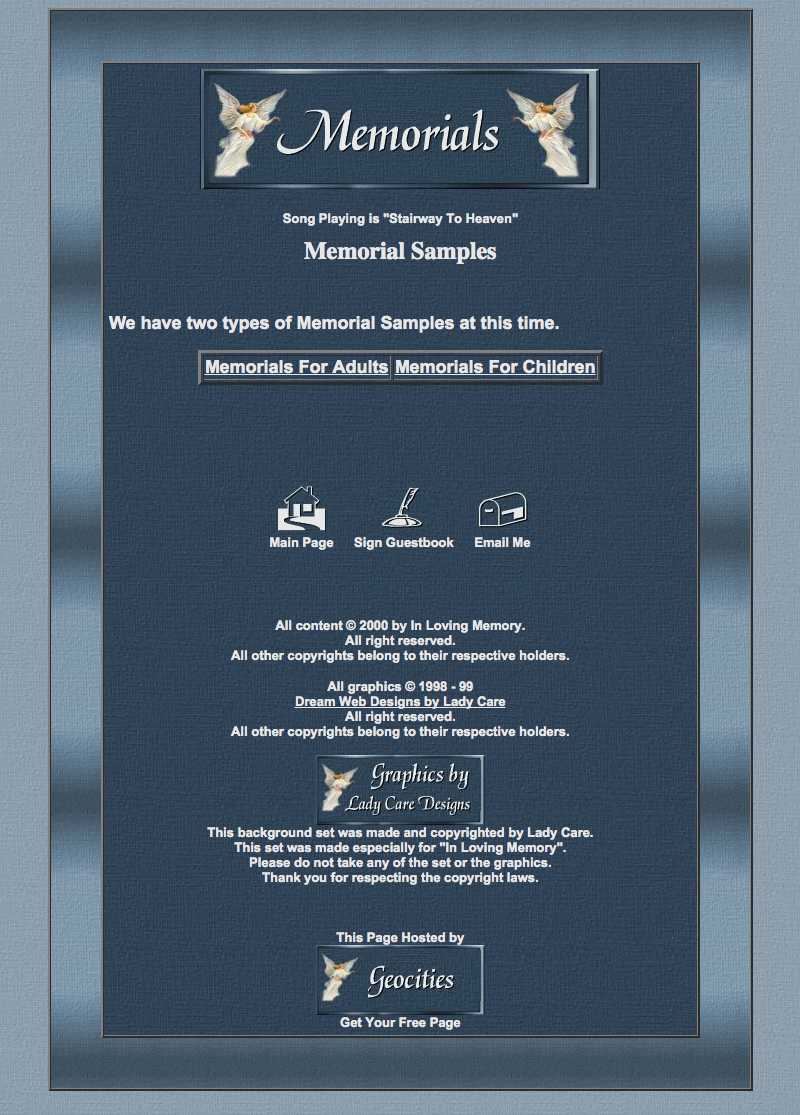 Memorials
Song Playing is "Stairway To Heaven"
Memorial Samples
We have two types of Memorial Samples at this time.
Memorials For Adults Memorials For Children
Main Page Sign Guestbook Email Me
All content © 2000 by In Loving Memory.
All right reserved.
All other copyrights belong to their respective holders.
All graphics © 1998 - 99
Dream Web Designs by Lady Care
All right reserved.
All other copyrights belong to their respective holders.
Graphics by
Lady Care Designs
This background set was made and copyrighted by Lady Care.
This set was made especially for "In Loving Memory".
Please do not take any of the set or the graphics.
Thank you for respecting the copyright laws.
This Page Hosted by
Geocities
Get Your Free Page